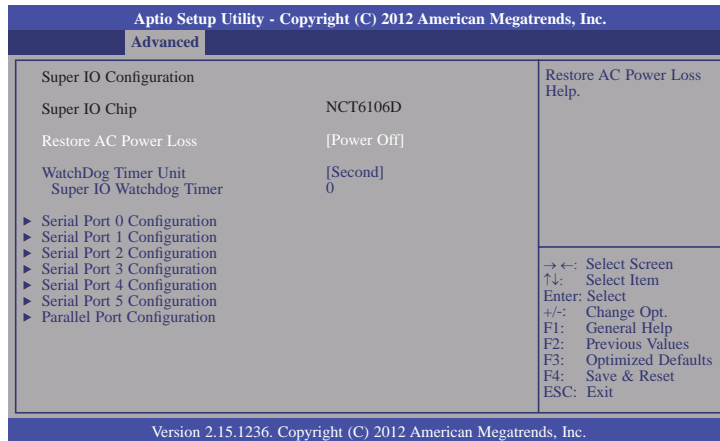 Aptio Setup Utility - Copyright (C) 2012 American Megatrends, Inc.
Advanced
Super IO Configuration
Super IO Chip NCT6106D
Restore AC Power Loss [Power Off]
WatchDog Timer Unit [Second]
Super IO Watchdog Timer 0
▶ Serial Port 0 Configuration
▶ Serial Port 1 Configuration
▶ Serial Port 2 Configuration
▶ Serial Port 3 Configuration
▶ Serial Port 4 Configuration
▶ Serial Port 5 Configuration
▶ Parallel Port Configuration
Restore AC Power Loss
Help.
→ ←: Select Screen
↑↓: Select Item
Enter: Select
+/-: Change Opt.
F1: General Help
F2: Previous Values
F3: Optimized Defaults
F4: Save & Reset
ESC: Exit
Version 2.15.1236. Copyright (C) 2012 American Megatrends, Inc.